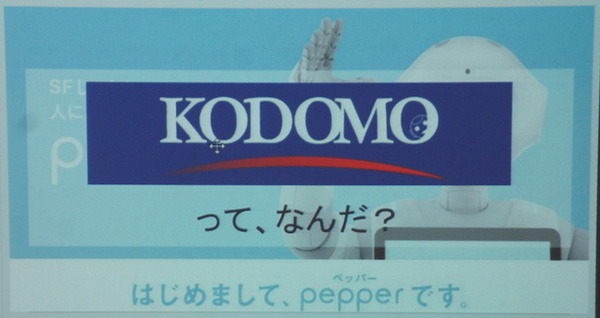 SF
人に
p
KODOMO
って、なんだ？
ペッパー
はじめまして、pepperです。